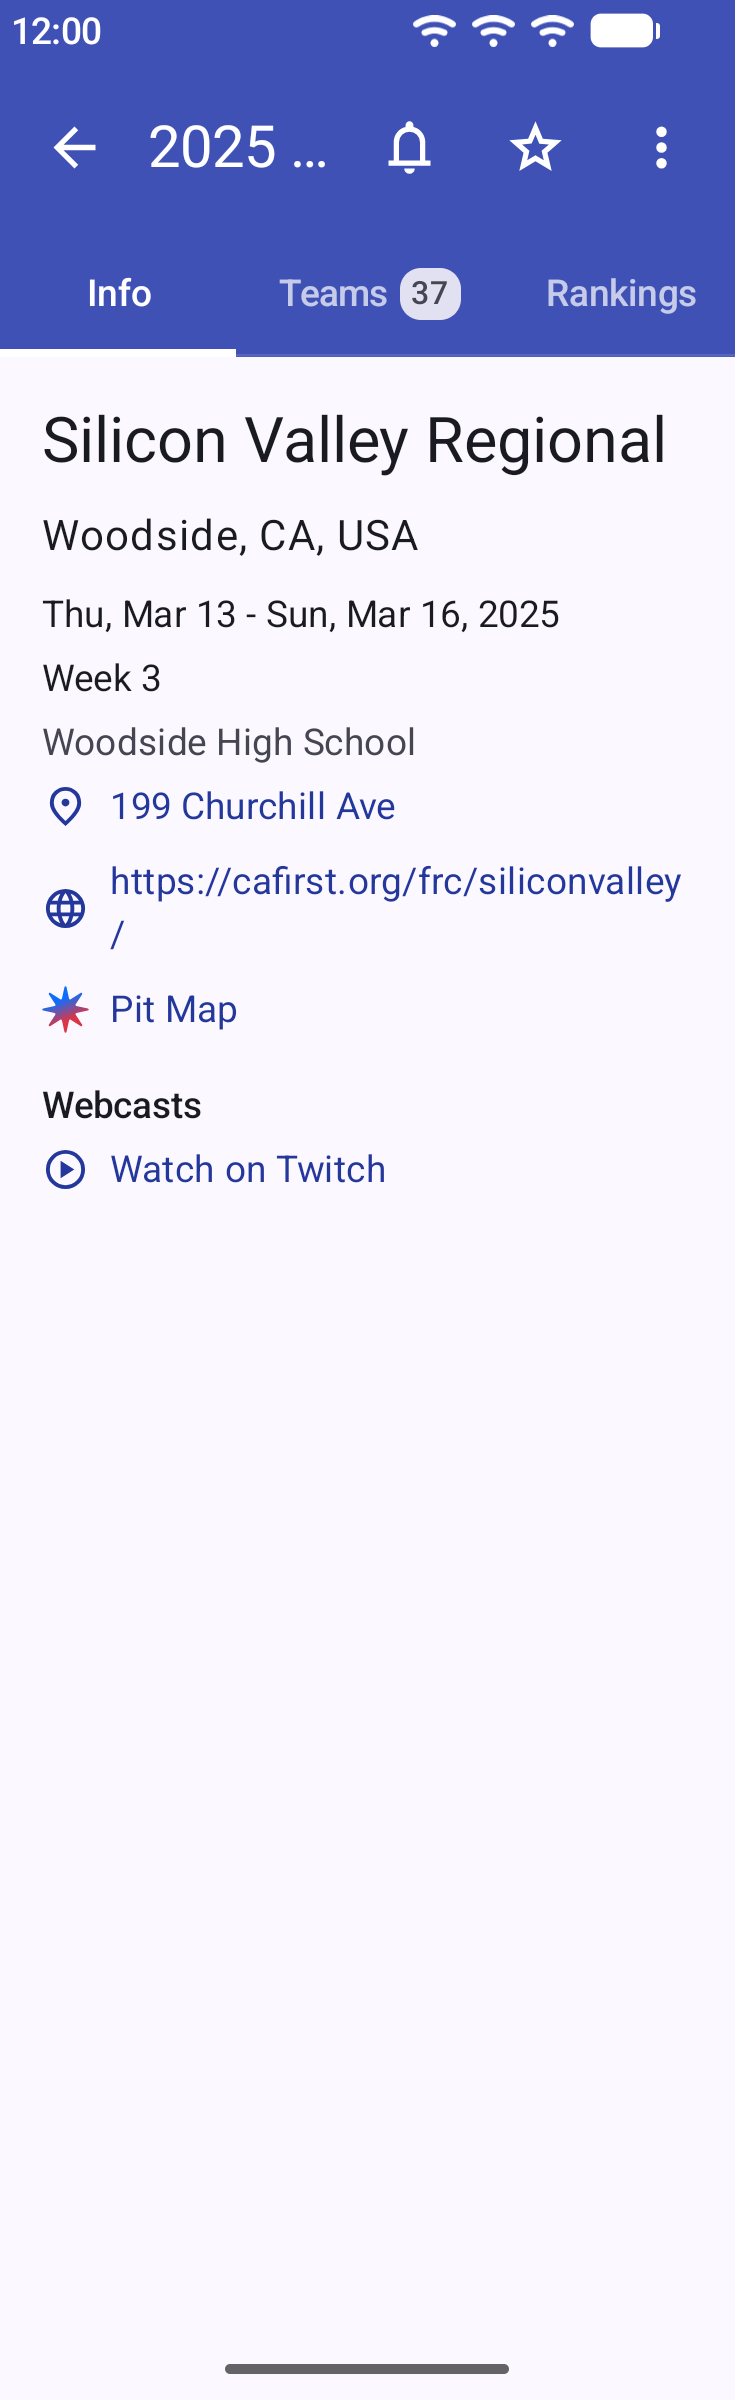 12:00
2025 ...
Info
Teams 37
Rankings
Silicon Valley Regional
Woodside, CA, USA
Thu, Mar 13 - Sun, Mar 16, 2025
Week 3
Woodside High School
199 Churchill Ave
https://cafirst.org/frc/siliconvalley
/
Pit Map
Webcasts
Watch on Twitch